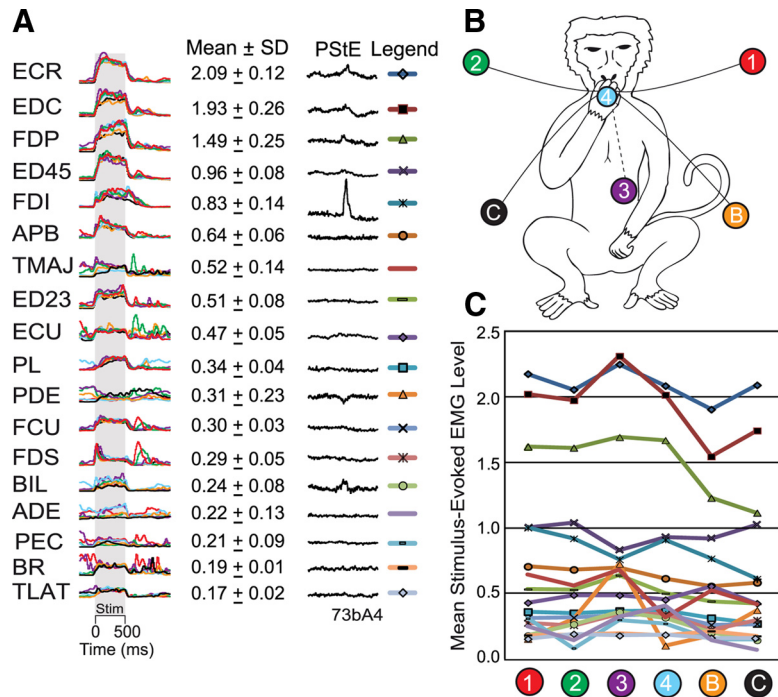 A
Mean ± SD PStE Legend
ECR 2.09 ± 0.12
EDC 1.93 ± 0.26
FDP 1.49 ± 0.25
ED45 0.96 ± 0.08
FDI 0.83 ± 0.14
APB 0.64 ± 0.06
TMAJ 0.52 ± 0.14
ED23 0.51 ± 0.08
ECU 0.47 ± 0.05
PL 0.34 ± 0.04
PDE 0.31 ± 0.23
FCU 0.30 ± 0.03
FDS 0.29 ± 0.05
BIL 0.24 ± 0.08
ADE 0.22 ± 0.13
PEC 0.21 ± 0.09
BR 0.19 ± 0.01
TLAT 0.17 ± 0.02
Stim
73bA4
0 500
Time (ms)
B
2
1
4
3
C
B
C
Mean Stimulus-Evoked EMG Level
2.5
2.0
1.5
1.0
0.5
0.0
1 2 3 4 B C